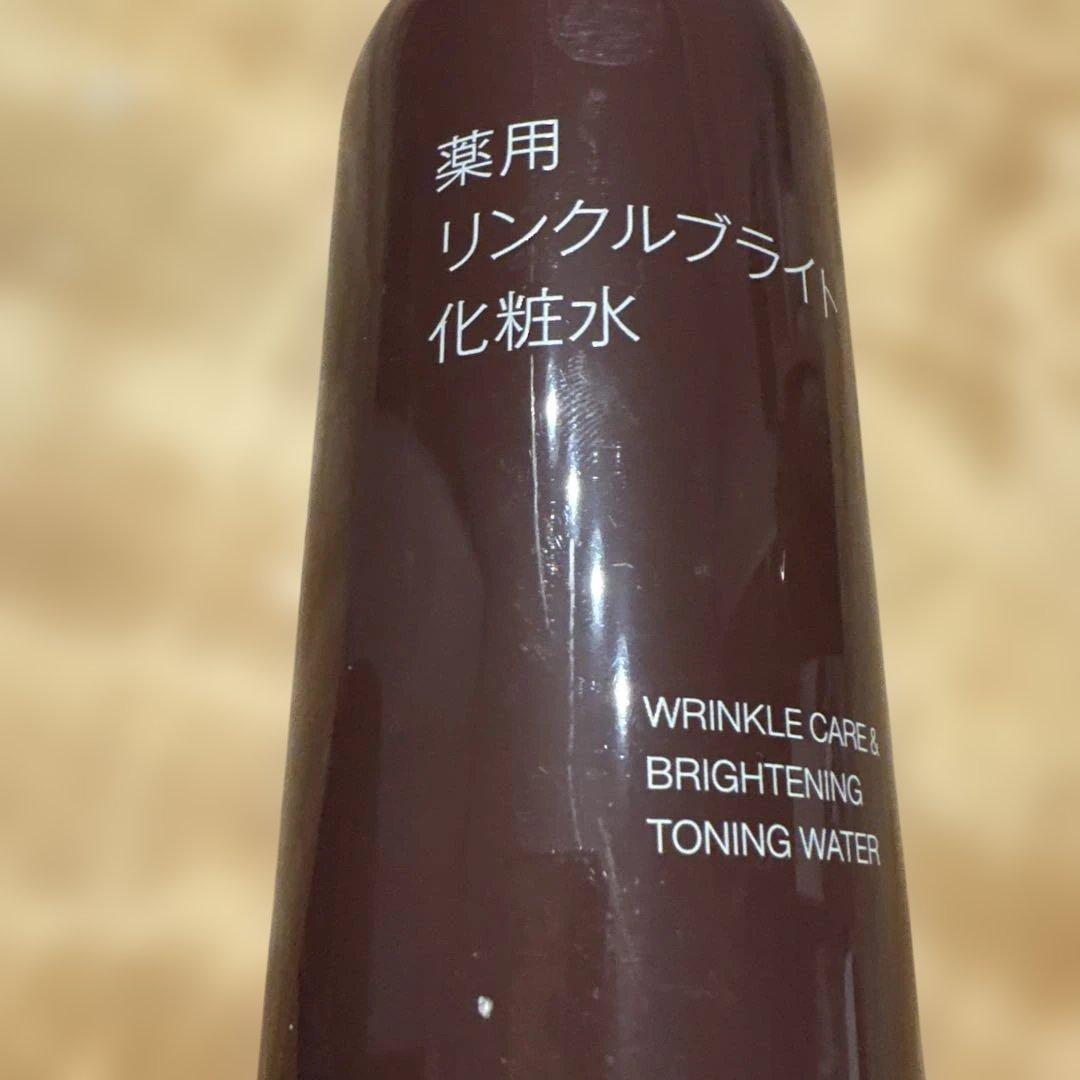 薬用
リンクルブライト
化粧水
WRINKLE CARE &
BRIGHTENING
TONING WATER